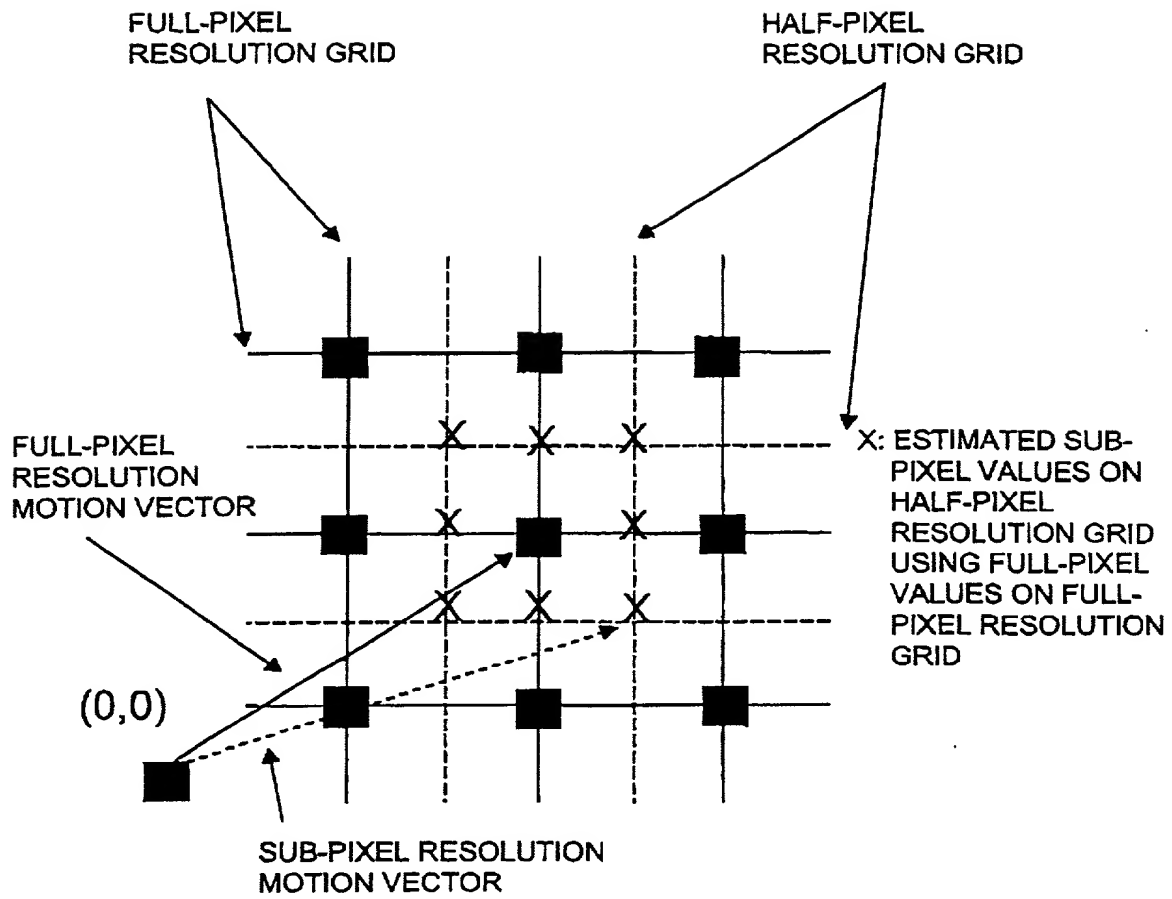 FULL-PIXEL
RESOLUTION GRID
HALF-PIXEL
RESOLUTION GRID
X X X
FULL-PIXEL
RESOLUTION
MOTION VECTOR
X: ESTIMATED SUB-
PIXEL VALUES ON
HALF-PIXEL
RESOLUTION GRID
USING FULL-PIXEL
VALUES ON FULL-
PIXEL RESOLUTION
GRID
X X
X X X
(0,0)
SUB-PIXEL RESOLUTION
MOTION VECTOR